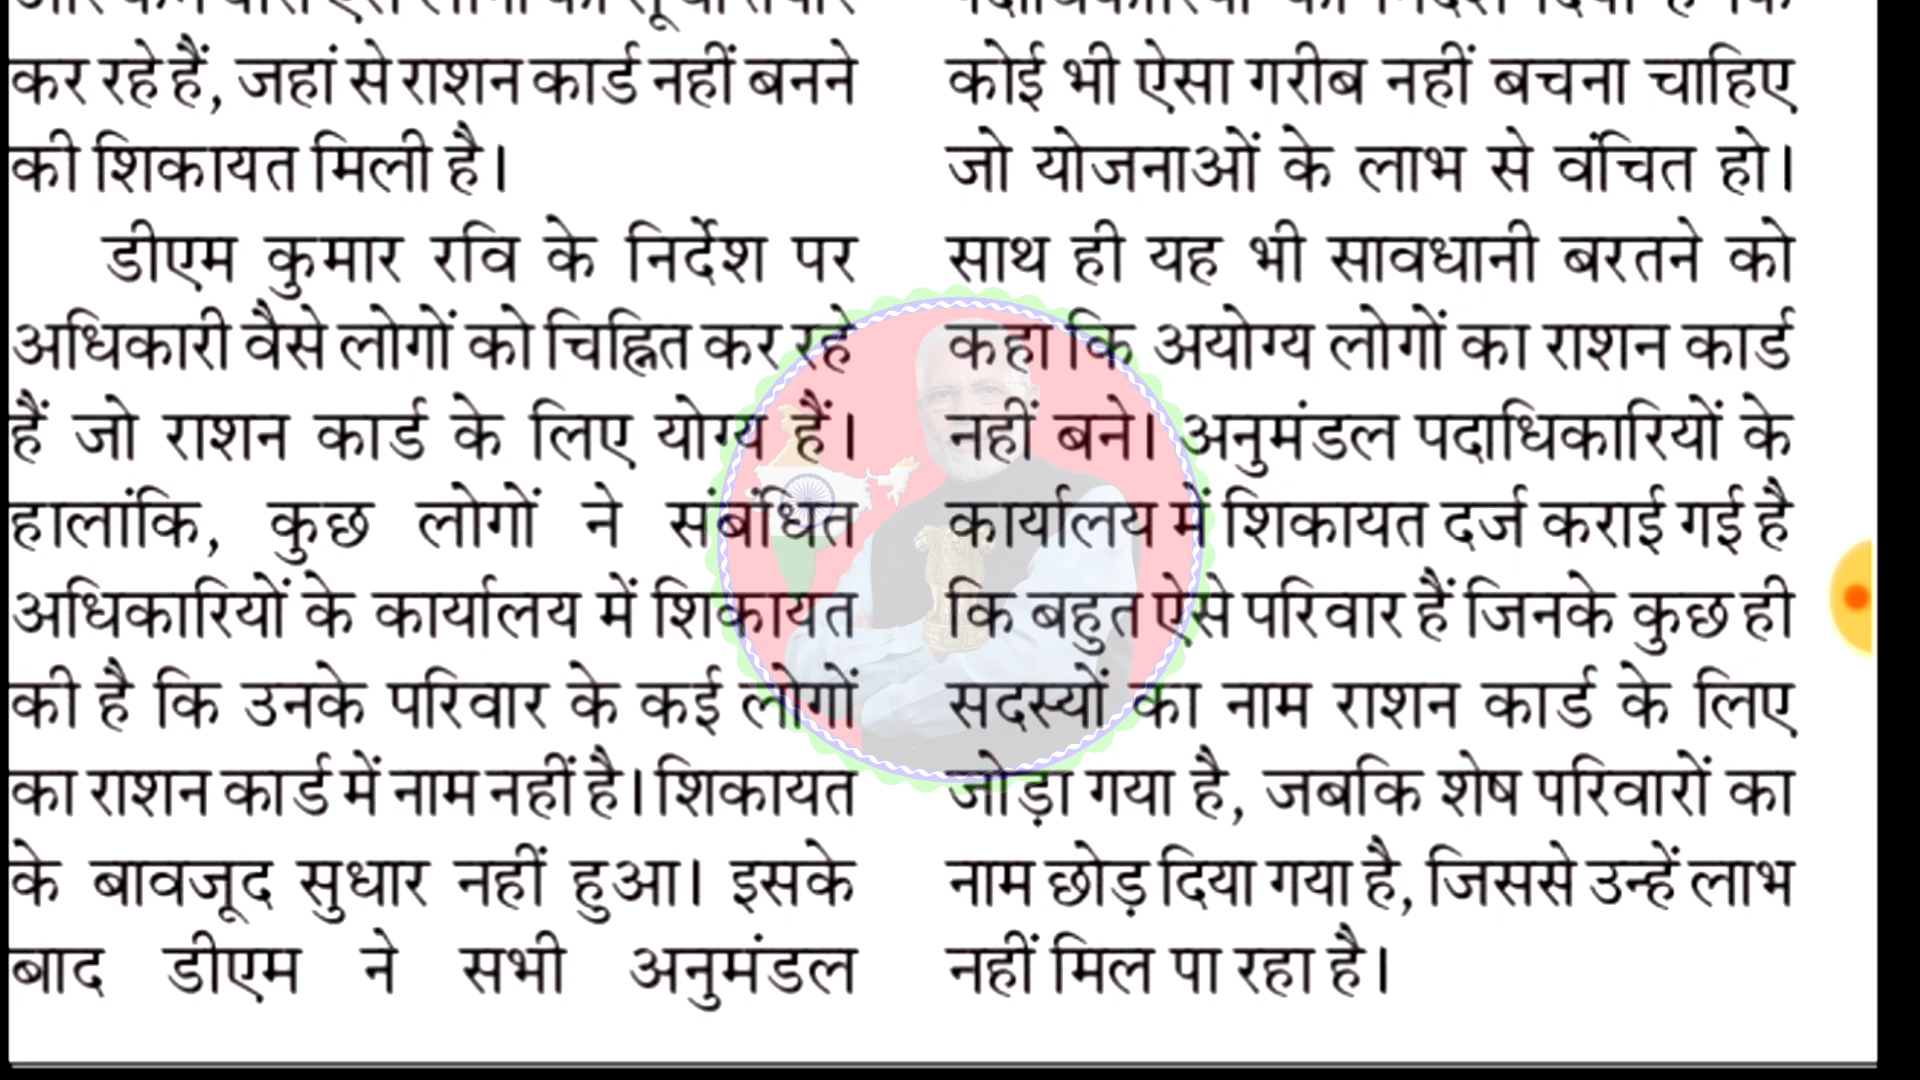 कर रहे हैं, जहां से राशन कार्ड नहीं बनने
की शिकायत मिली है।
डीएम कुमार रवि के निर्देश पर
अधिकारी वैसे लोगों को चिह्नित कर रहे
हैं जो राशन कार्ड के लिए योग्य हैं।
हालांकि, कुछ लोगों ने संबंधित
अधिकारियों के कार्यालय में शिकायत
की है कि उनके परिवार के कई लोगों
का राशन कार्ड में नाम नहीं है। शिकायत
के बावजूद सुधार नहीं हुआ। इसके
बाद डीएम ने सभी अनुमंडल
कोई भी ऐसा गरीब नहीं बचना चाहिए
जो योजनाओं के लाभ से वंचित हो।
साथ ही यह भी सावधानी बरतने को
कहा कि अयोग्य लोगों का राशन कार्ड
नहीं बने। अनुमंडल पदाधिकारियों के
कार्यालय में शिकायत दर्ज कराई गई है
कि बहुत ऐसे परिवार हैं जिनके कुछ ही
सदस्यों का नाम राशन कार्ड के लिए
जोड़ा गया है, जबकि शेष परिवारों का
नाम छोड़ दिया गया है, जिससे उन्हें लाभ
नहीं मिल पा रहा है।